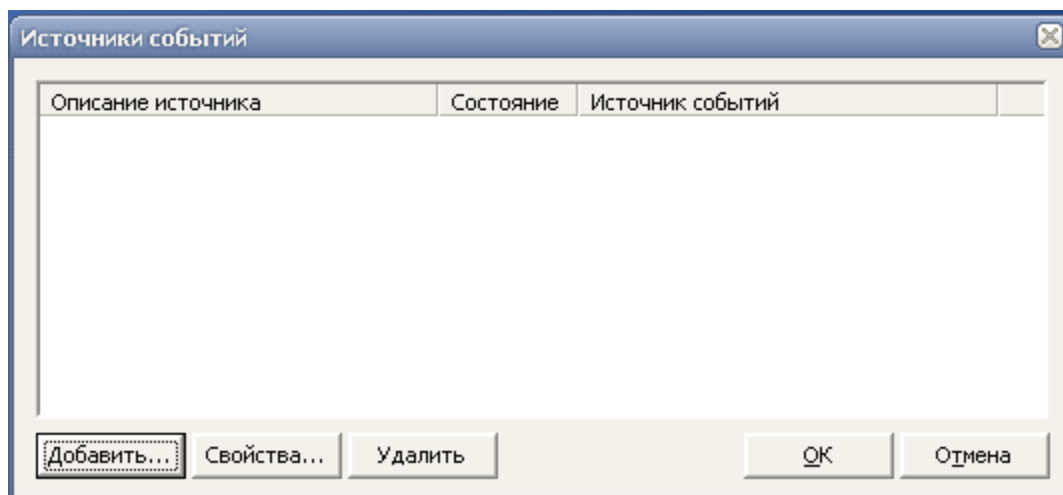 Источники событий
Описание источника Состояние Источник событий
Добавить... Свойства... Удалить OK Отмена